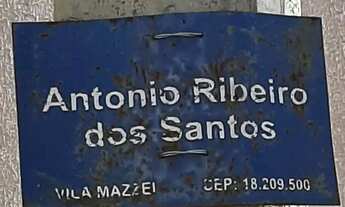 Antonio Ribeiro
dos Santos
VILA MAZZEI CEP: 18.209.500